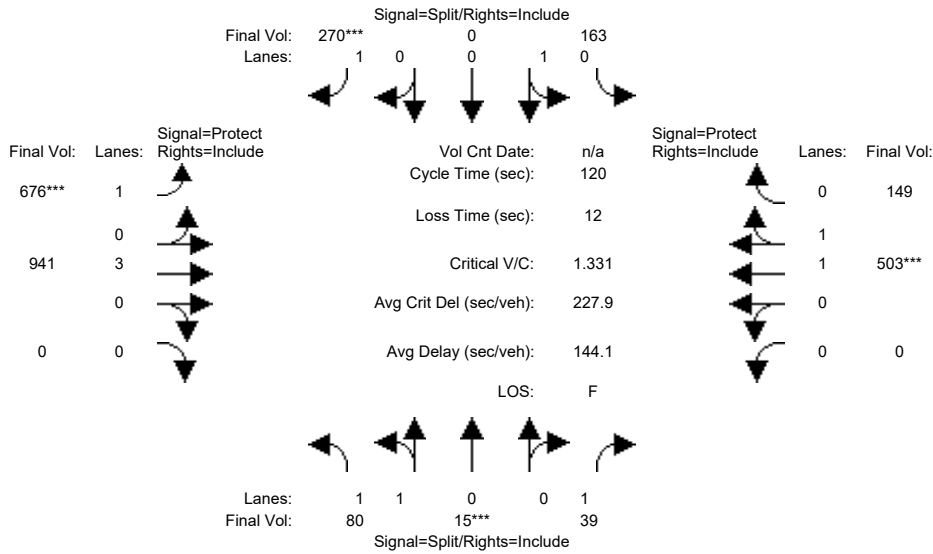 Signal=Split/Rights=Include
Final Vol: 270*** 0 163
Lanes: 1 0 0 1 0
Signal=Protect Signal=Protect
Final Vol: Lanes: Rights=Include Vol Cnt Date: n/a Rights=Include Lanes: Final Vol:
Cycle Time (sec): 120
676*** 1 0 149
Loss Time (sec): 12
0 1
941 3 Critical V/C: 1.331 1 503***
0 Avg Crit Del (sec/veh): 227.9 0
0 0 Avg Delay (sec/veh): 144.1 0 0
LOS: F
Lanes: 1 1 0 0 1
Final Vol: 80 15*** 39
Signal=Split/Rights=Include